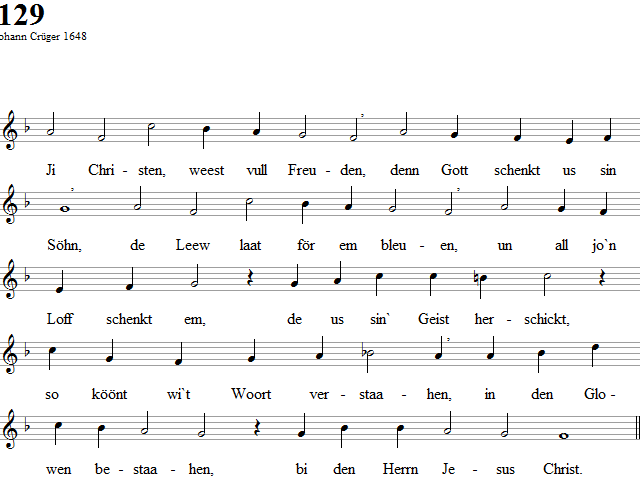 129
ohann Crüger 1648
Ji Chri - sten, weest vull Freu - den, denn Gott schenkt us sin
Söhn, de Leew laat för em bleu - en, un all jo`n
Loff schenkt em, de us sin` Geist her - schickt,
so köönt wi`t Woort ver - staa - hen, in den Glo -
wen be - staa - hen, bi den Herrn Je - sus Christ.